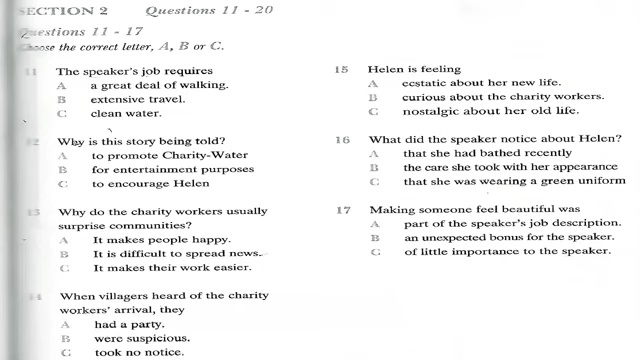 SECTION 2 Questions 11 - 20
Questions 11 - 17
Choose the correct letter, A, B or C.
11 The speaker's job requires
A a great deal of walking.
B extensive travel.
C clean water.
12 Why is this story being told?
A to promote Charity-Water
B for entertainment purposes
C to encourage Helen
13 Why do the charity workers usually
surprise communities?
A It makes people happy.
B It is difficult to spread news.
C It makes their work easier.
14 When villagers heard of the charity
workers' arrival, they
A had a party.
B were suspicious.
C took no notice.
15 Helen is feeling
A ecstatic about her new life.
B curious about the charity workers.
C nostalgic about her old life.
16 What did the speaker notice about Helen?
A that she had bathed recently
B the care she took with her appearance
C that she was wearing a green uniform
17 Making someone feel beautiful was
A part of the speaker's job description.
B an unexpected bonus for the speaker.
C of little importance to the speaker.